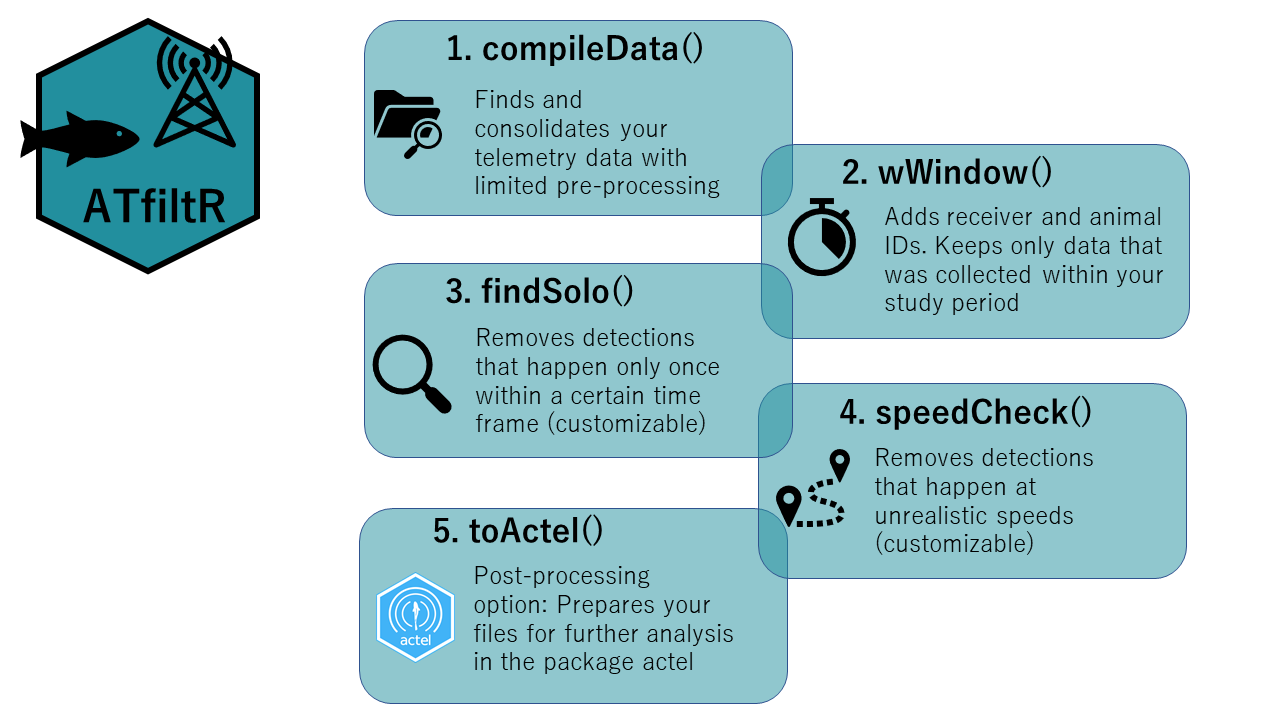 ATfiltR
1. compileData()
Finds and
consolidates your
telemetry data with
limited pre-processing
2. wWindow()
Adds receiver and animal
IDs. Keeps only data that
was collected within your
study period
3. findSolo()
Removes detections
that happen only once
within a certain time
frame (customizable)
4. speedCheck()
Removes detections
that happen at
unrealistic speeds
(customizable)
5. toActel()
actel
Post-processing
option: Prepares your
files for further analysis
in the package actel